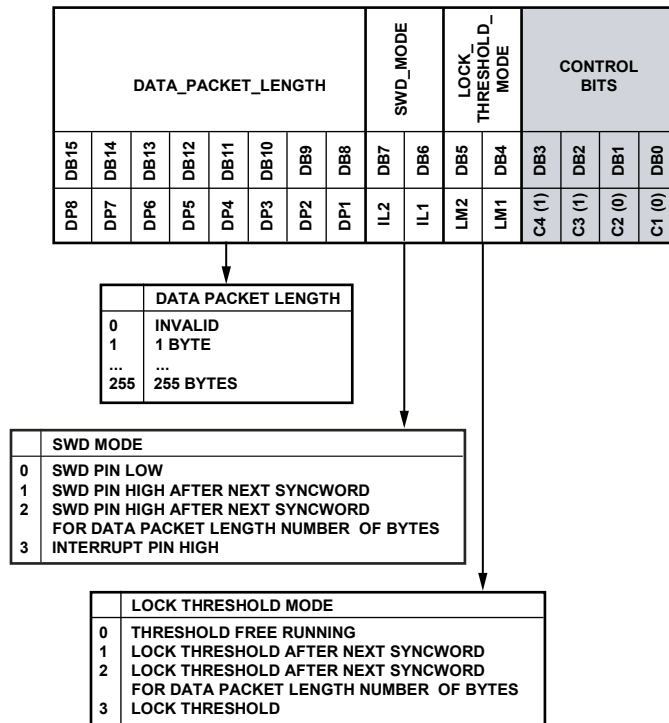 DATA_PACKET_LENGTH
SWD_MODE
LOCK_
THRESHOLD_
MODE
CONTROL
BITS
DB15 DB14 DB13 DB12 DB11 DB10 DB9 DB8 DB7 DB6 DB5 DB4 DB3 DB2 DB1 DB0
DP8 DP7 DP6 DP5 DP4 DP3 DP2 DP1 IL2 IL1 LM2 LM1 C4 (1) C3 (1) C2 (0) C1 (0)
DATA PACKET LENGTH
0 INVALID
1 1 BYTE
... ...
255 255 BYTES
SWD MODE
0 SWD PIN LOW
1 SWD PIN HIGH AFTER NEXT SYNCWORD
2 SWD PIN HIGH AFTER NEXT SYNCWORD
FOR DATA PACKET LENGTH NUMBER OF BYTES
3 INTERRUPT PIN HIGH
LOCK THRESHOLD MODE
0 THRESHOLD FREE RUNNING
1 LOCK THRESHOLD AFTER NEXT SYNCWORD
2 LOCK THRESHOLD AFTER NEXT SYNCWORD
FOR DATA PACKET LENGTH NUMBER OF BYTES
3 LOCK THRESHOLD